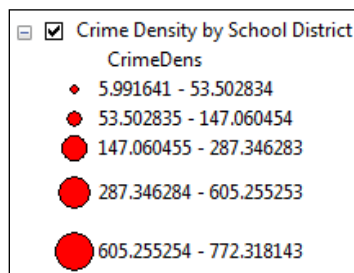 Crime Density by School District
CrimeDens
5.991641 - 53.502834
53.502835 - 147.060454
147.060455 - 287.346283
287.346284 - 605.255253
605.255254 - 772.318143